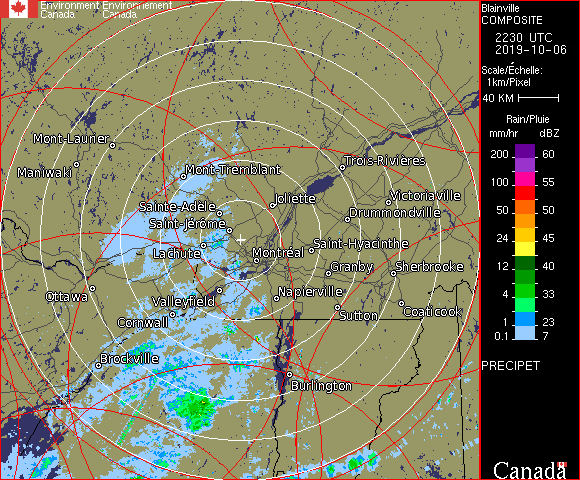 Environment Environnement
Canada Canada
Blainville
COMPOSITE
2230 UTC
2019-10-06
Scale/Échelle:
1km/Pixel
40 KM
Rain/Pluie
mm/hr dBZ
200 60
100 55
50 50
24 45
12 40
4 33
1 23
0.1 7
PRECIPET
Canada
Mont-Laurier
Maniwaki
Mont-Tremblant
Trois-Rivières
Joliette
Victoriaville
Sainte-Adele
Drummondville
Saint-Jérôme
Saint-Hyacinthe
Lachute
Montréal
Granby
Sherbrooke
Ottawa
Valleyfield
Napierville
Cornwall
Sutton
Coaticook
Brockville
Burlington